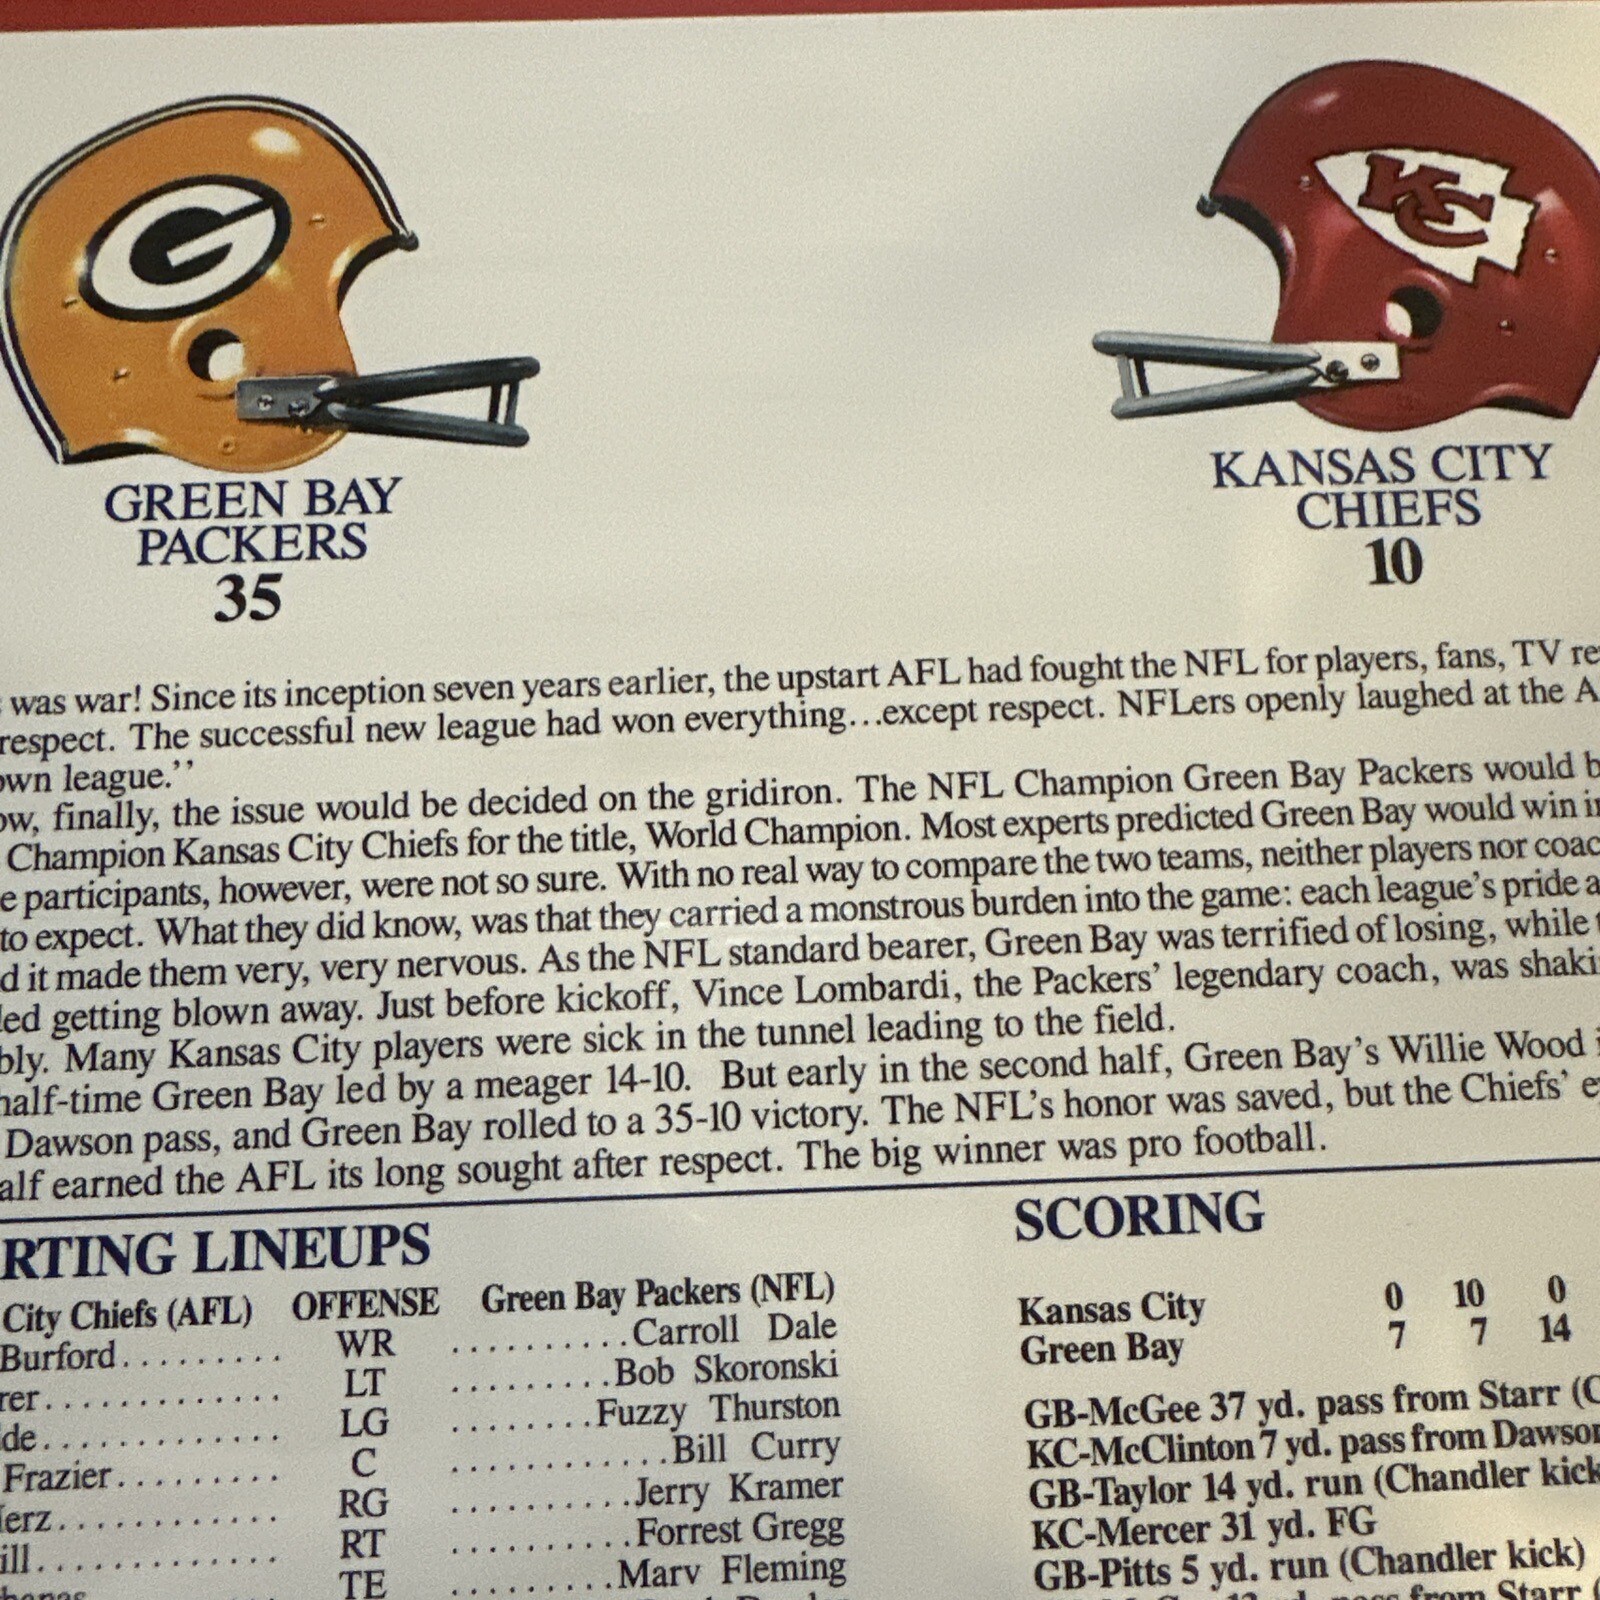 G
KC
GREEN BAY
PACKERS
35
KANSAS CITY
CHIEFS
10
was war! Since its inception seven years earlier, the upstart AFL had fought the NFL for players, fans, TV re
respect. The successful new league had won everything...except respect. NFLers openly laughed at the A
own league.’’
ow, finally, the issue would be decided on the gridiron. The NFL Champion Green Bay Packers would b
Champion Kansas City Chiefs for the title, World Champion. Most experts predicted Green Bay would win in
e participants, however, were not so sure. With no real way to compare the two teams, neither players nor coac
to expect. What they did know, was that they carried a monstrous burden into the game: each league’s pride a
d it made them very, very nervous. As the NFL standard bearer, Green Bay was terrified of losing, while t
led getting blown away. Just before kickoff, Vince Lombardi, the Packers’ legendary coach, was shaki
bly. Many Kansas City players were sick in the tunnel leading to the field.
half-time Green Bay led by a meager 14-10. But early in the second half, Green Bay’s Willie Wood i
Dawson pass, and Green Bay rolled to a 35-10 victory. The NFL’s honor was saved, but the Chiefs’ e
alf earned the AFL its long sought after respect. The big winner was pro football.
RTING LINEUPS
City Chiefs (AFL) OFFENSE Green Bay Packers (NFL)
Burford......... WR ..........Carroll Dale
rer............. LT .........Bob Skoronski
de............. LG ........Fuzzy Thurston
Frazier......... C ............Bill Curry
erz............ RG ..........Jerry Kramer
ill............. RT ..........Forrest Gregg
TE .........Marv Fleming
SCORING
Kansas City 0 10 0
Green Bay 7 7 14
GB-McGee 37 yd. pass from Starr (C
KC-McClinton 7 yd. pass from Dawson
GB-Taylor 14 yd. run (Chandler kick
KC-Mercer 31 yd. FG
GB-Pitts 5 yd. run (Chandler kick)
pass from Starr (